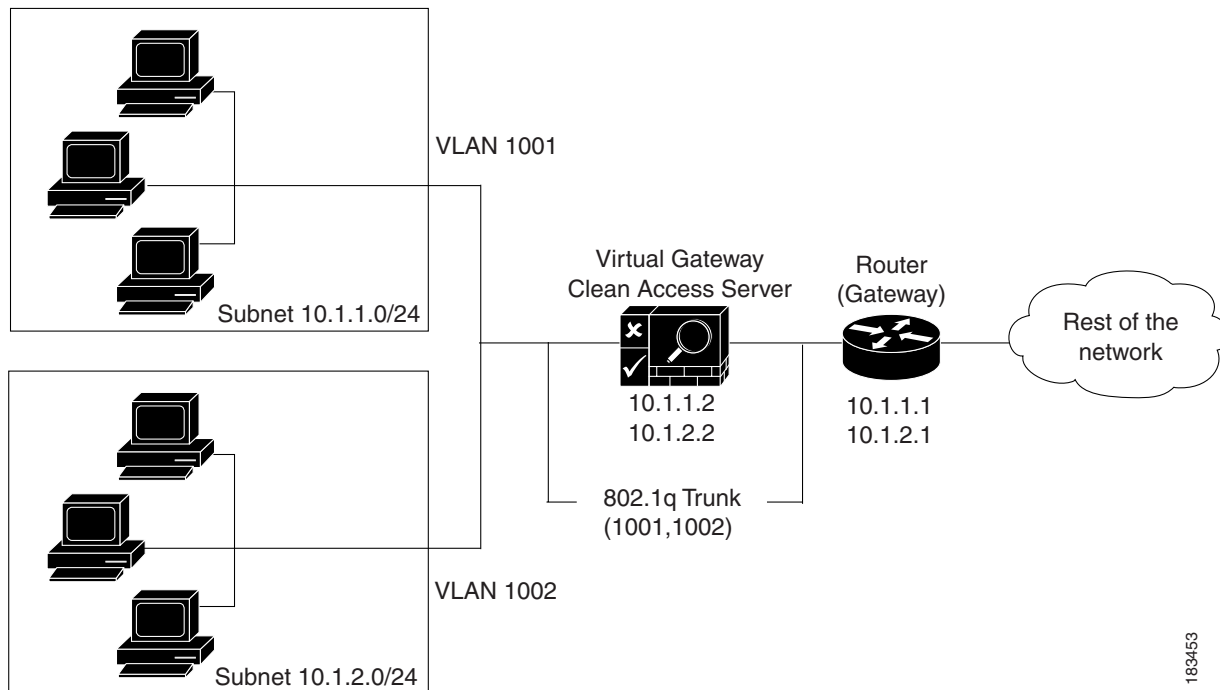 VLAN 1001
Subnet 10.1.1.0/24
Virtual Gateway
Clean Access Server
10.1.1.2
10.1.2.2
Router
(Gateway)
10.1.1.1
10.1.2.1
Rest of the
network
802.1q Trunk
(1001,1002)
VLAN 1002
Subnet 10.1.2.0/24
183453